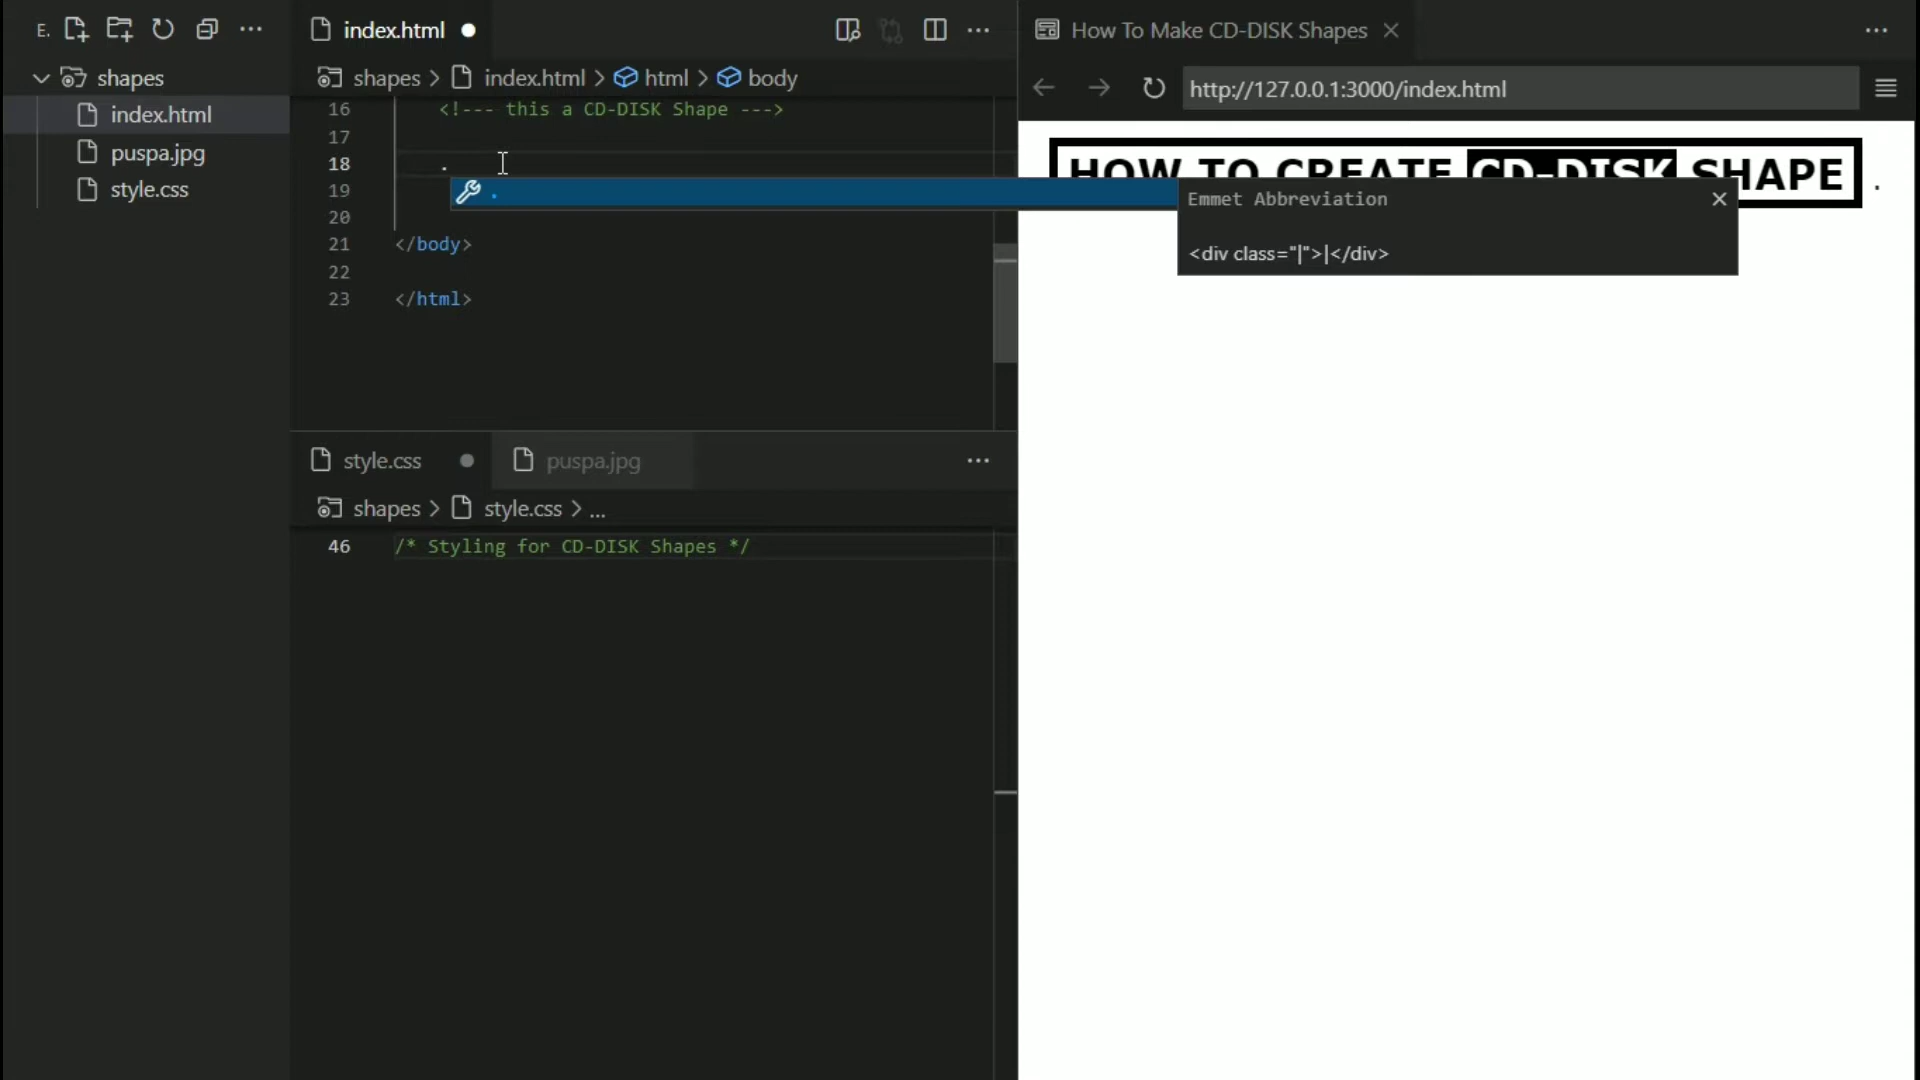 E.
shapes
index.html
puspa.jpg
style.css
index.html
shapes > index.html > html > body
16 <!--- this a CD-DISK Shape --->
17
18 .
19
20
21 </body>
22
23 </html>
.
Emmet Abbreviation
<div class="|">|</div>
style.css
puspa.jpg
shapes > style.css > ...
46 /* Styling for CD-DISK Shapes */
How To Make CD-DISK Shapes
http://127.0.0.1:3000/index.html
HOW TO CREATE CD-DISK SHAPE .